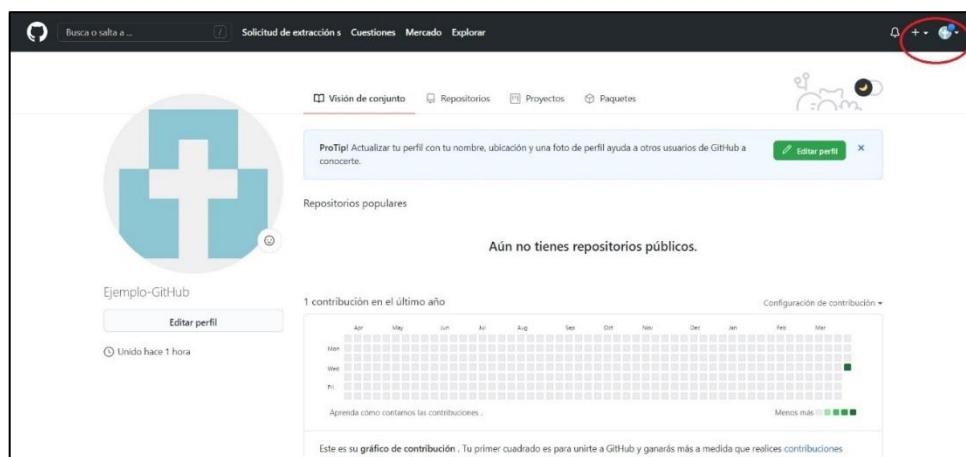 Busca o salta a ... / Solicitud de extracción s Cuestiones Mercado Explorar
Visión de conjunto Repositorios Proyectos Paquetes
ProTip! Actualizar tu perfil con tu nombre, ubicación y una foto de perfil ayuda a otros usuarios de GitHub a
conocerte.
Editar perfil
Repositorios populares
Aún no tienes repositorios públicos.
Ejemplo-GitHub
Editar perfil
Unido hace 1 hora
1 contribución en el último año
Configuración de contribución
Apr May Jun Jul Aug Sep Oct Nov Dec Jan Feb Mar
Mon
Wed
Fri
Aprenda cómo contamos las contribuciones .
Menos más
Este es su gráfico de contribución . Tu primer cuadrado es para unirte a GitHub y ganarás más a medida que realices contribuciones